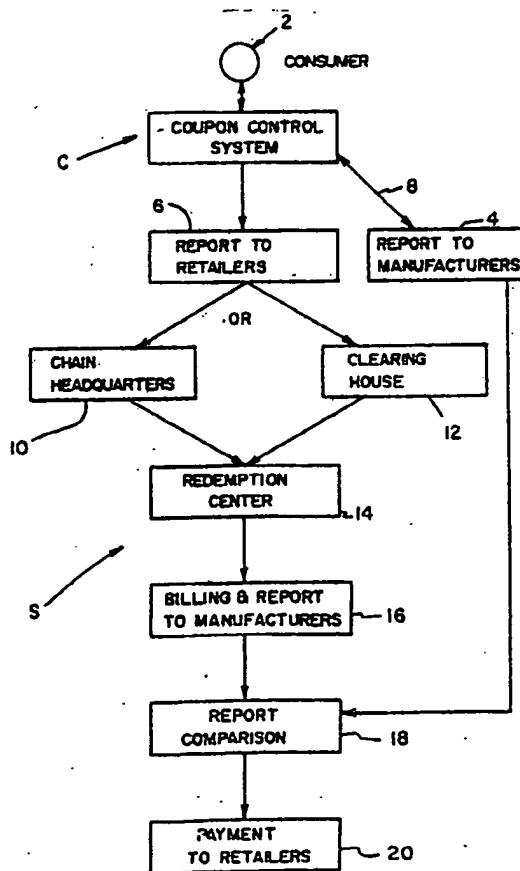 2
CONSUMER
COUPON CONTROL
SYSTEM
C
8
6
4
REPORT TO
RETAILERS
REPORT TO
MANUFACTURERS
OR
CHAIN
HEADQUARTERS
CLEARING
HOUSE
10
12
REDEMPTION
CENTER
14
S
BILLING & REPORT
TO MANUFACTURERS
16
REPORT
COMPARISON
18
PAYMENT
TO RETAILERS
20